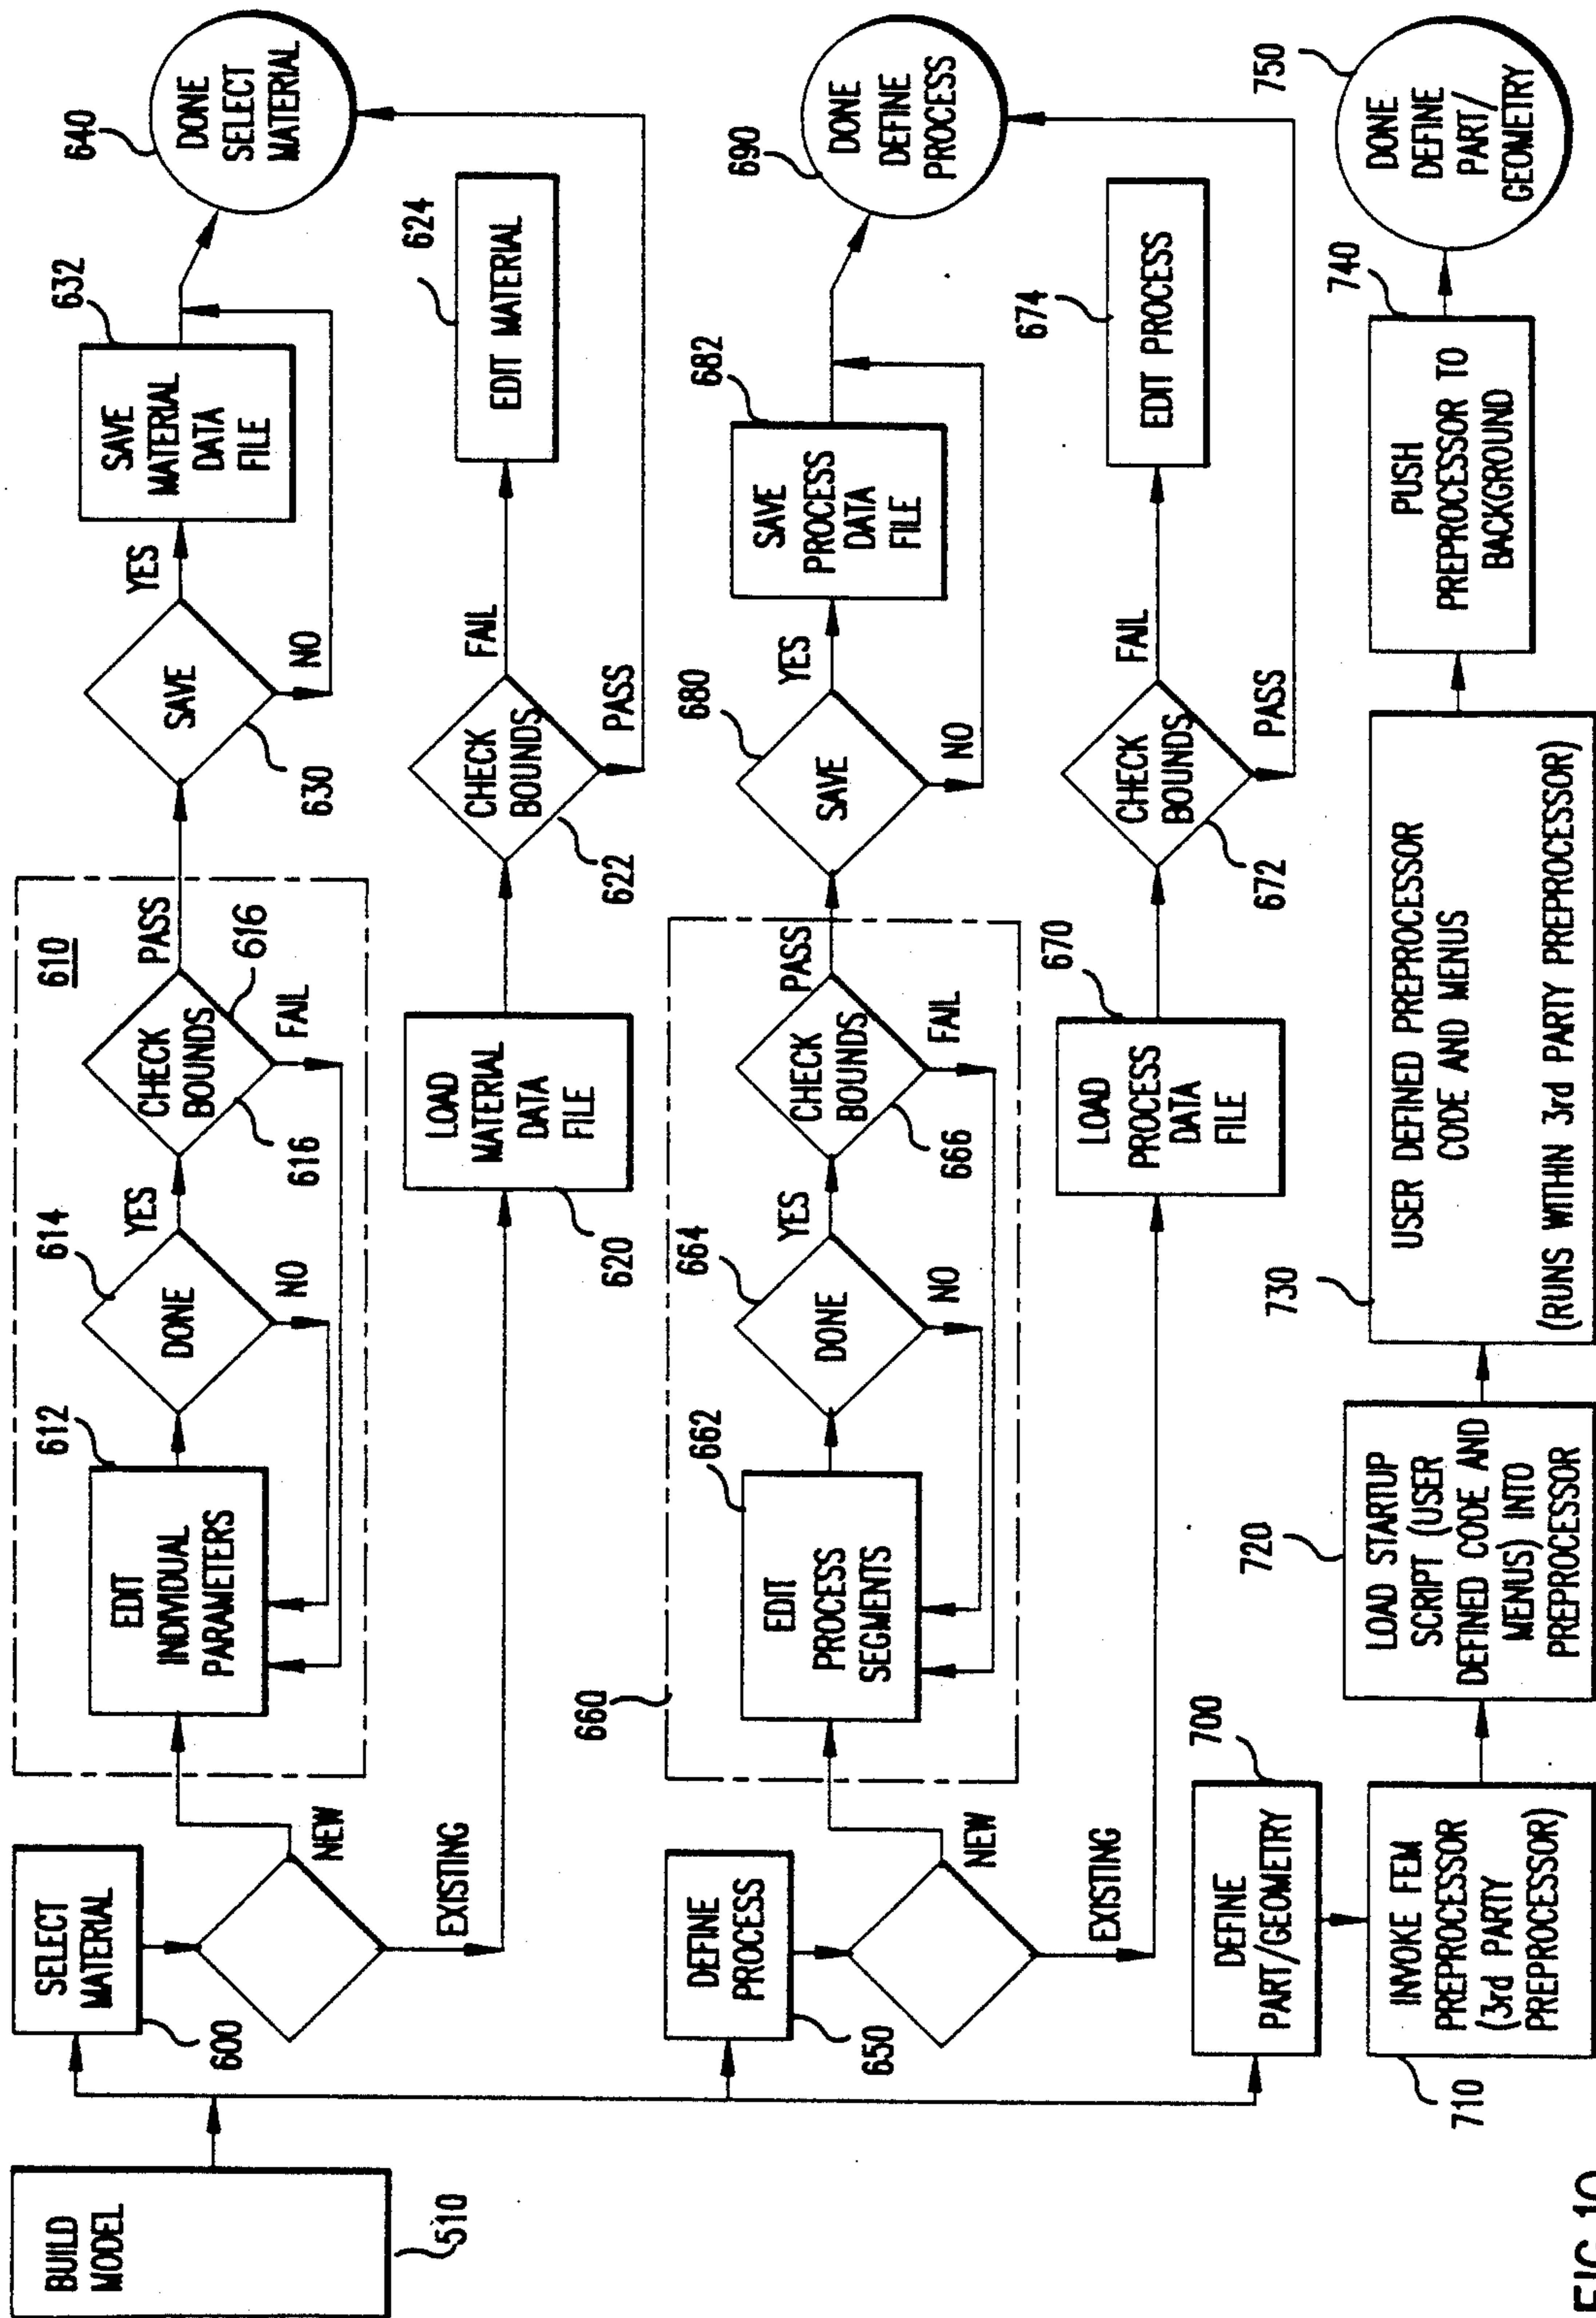 BUILD
MODEL
510
SELECT
MATERIAL
600
NEW
EXISTING
610
EDIT
INDIVIDUAL
PARAMETERS
612
DONE
614
YES
NO
CHECK
BOUNDS
616
616
PASS
FAIL
SAVE
630
YES
NO
SAVE
MATERIAL
DATA
FILE
632
DONE
SELECT
MATERIAL
640
LOAD
MATERIAL
DATA
FILE
620
CHECK
BOUNDS
622
FAIL
PASS
EDIT MATERIAL
624
DEFINE
PROCESS
650
NEW
EXISTING
660
EDIT
PROCESS
SEGMENTS
662
DONE
664
YES
NO
CHECK
BOUNDS
666
PASS
FAIL
SAVE
680
YES
NO
SAVE
PROCESS
DATA
FILE
682
DONE
DEFINE
PROCESS
690
LOAD
PROCESS
DATA
FILE
670
CHECK
BOUNDS
672
FAIL
PASS
EDIT PROCESS
674
DEFINE
PART/GEOMETRY
700
INVOKE FEM
PREPROCESSOR
(3rd PARTY
PREPROCESSOR)
710
LOAD STARTUP
SCRIPT (USER
DEFINED CODE AND
MENUS) INTO
PREPROCESSOR
720
USER DEFINED PREPROCESSOR
CODE AND MENUS
(RUNS WITHIN 3rd PARTY PREPROCESSOR)
730
PUSH
PREPROCESSOR TO
BACKGROUND
740
DONE
DEFINE
PART/
GEOMETRY
750
FIG. 10